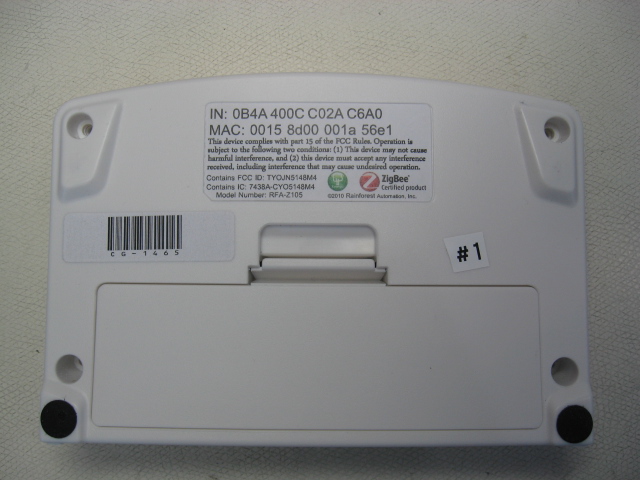 IN: 0B4A 400C C02A C6A0
MAC: 0015 8d00 001a 56e1
This device complies with part 15 of the FCC Rules. Operation is
subject to the following two conditions: (1) This device may not cause
harmful interference, and (2) this device must accept any interference
received, including interference that may cause undesired operation.
Contains FCC ID: TYOJN5148M4
Contains IC: 7438A-CYO5148M4
Model Number: RFA-Z105
ZigBee
Certified product
©2010 Rainforest Automation, Inc.
CG-1465
#1